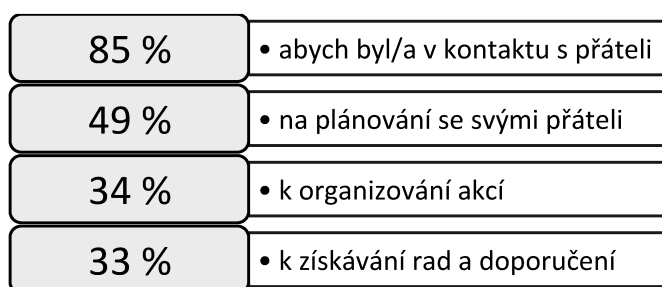 85 % • abych byl/a v kontaktu s přáteli
49 % • na plánování se svými přáteli
34 % • k organizování akcí
33 % • k získávání rad a doporučení